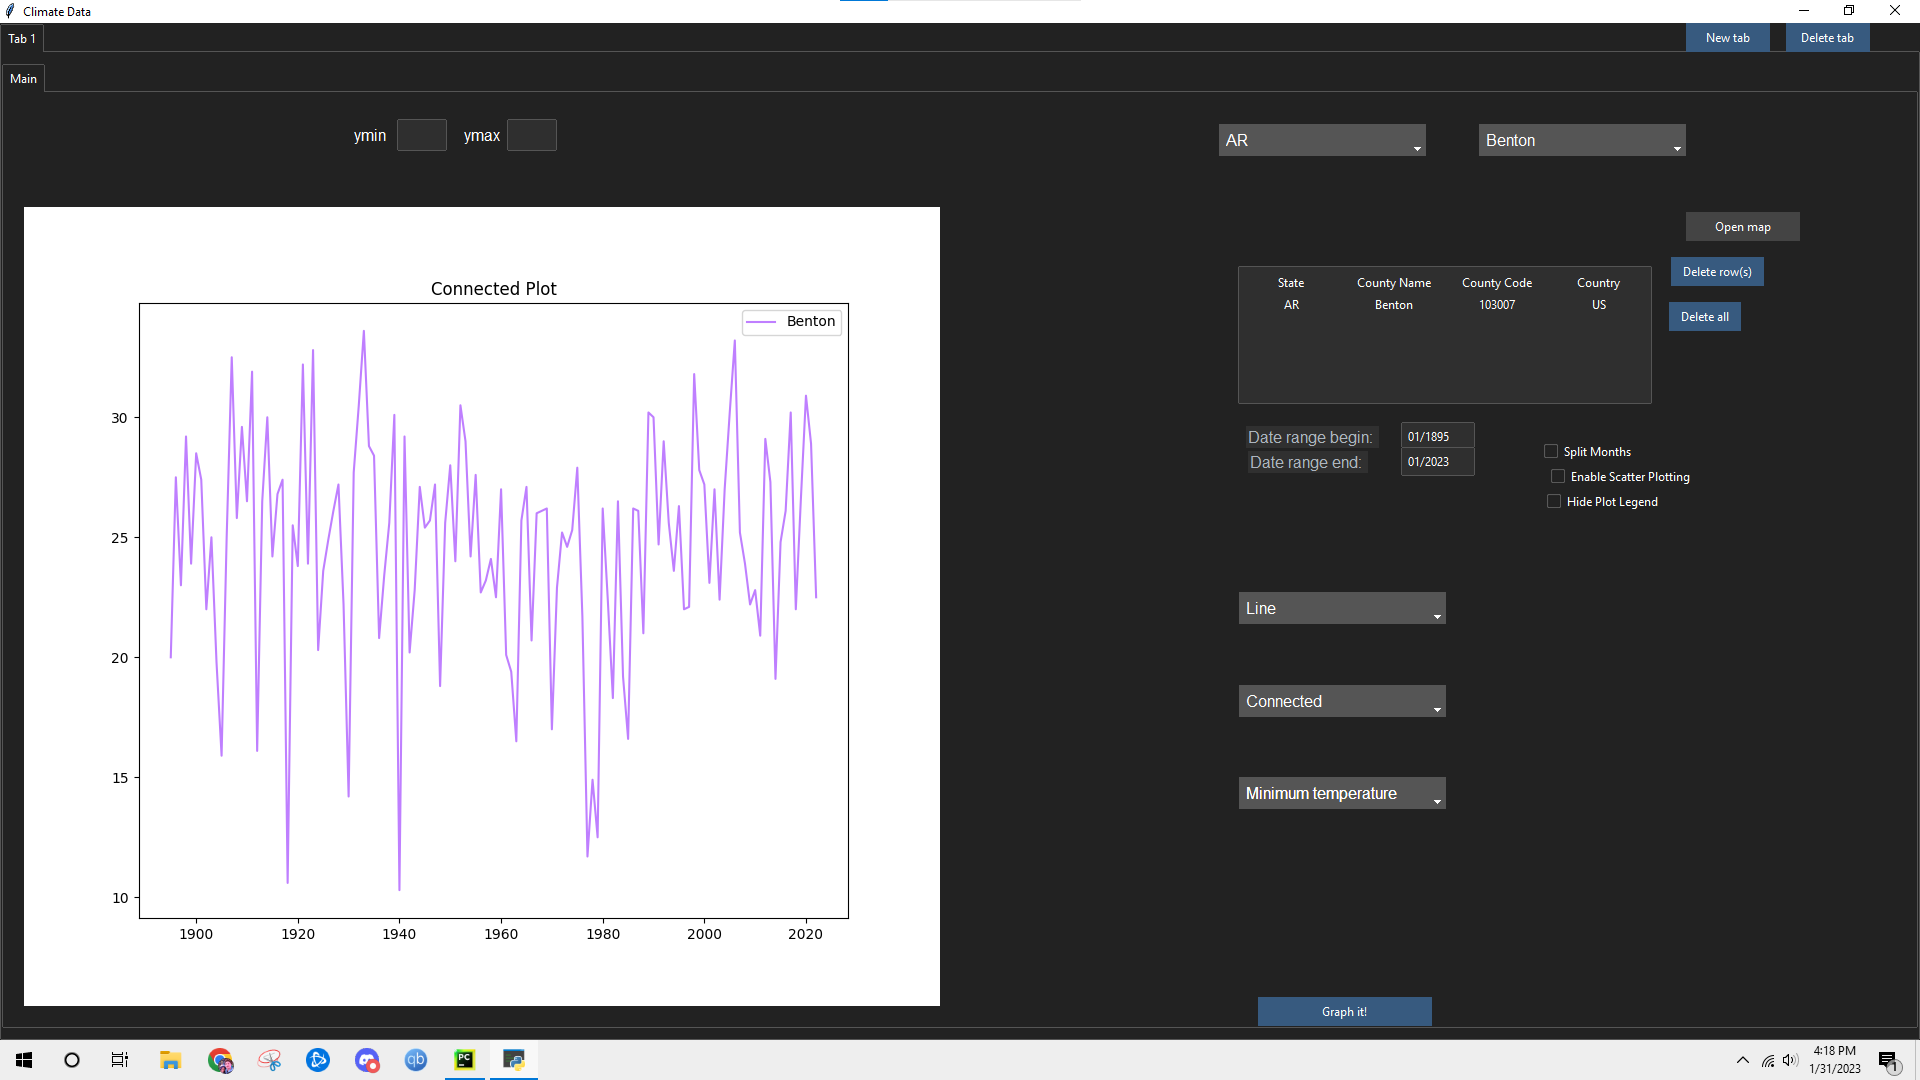 Climate Data
Tab 1
New tab
Delete tab
Main
ymin
ymax
AR
Benton
Open map
State County Name County Code Country
AR Benton 103007 US
Delete row(s)
Delete all
Date range begin: 01/1895
Date range end: 01/2023
Split Months
Enable Scatter Plotting
Hide Plot Legend
Line
Connected
Minimum temperature
Graph it!
Connected Plot
Benton
30
25
20
15
10
1900 1920 1940 1960 1980 2000 2020
qb
PC
4:18 PM
1/31/2023
1